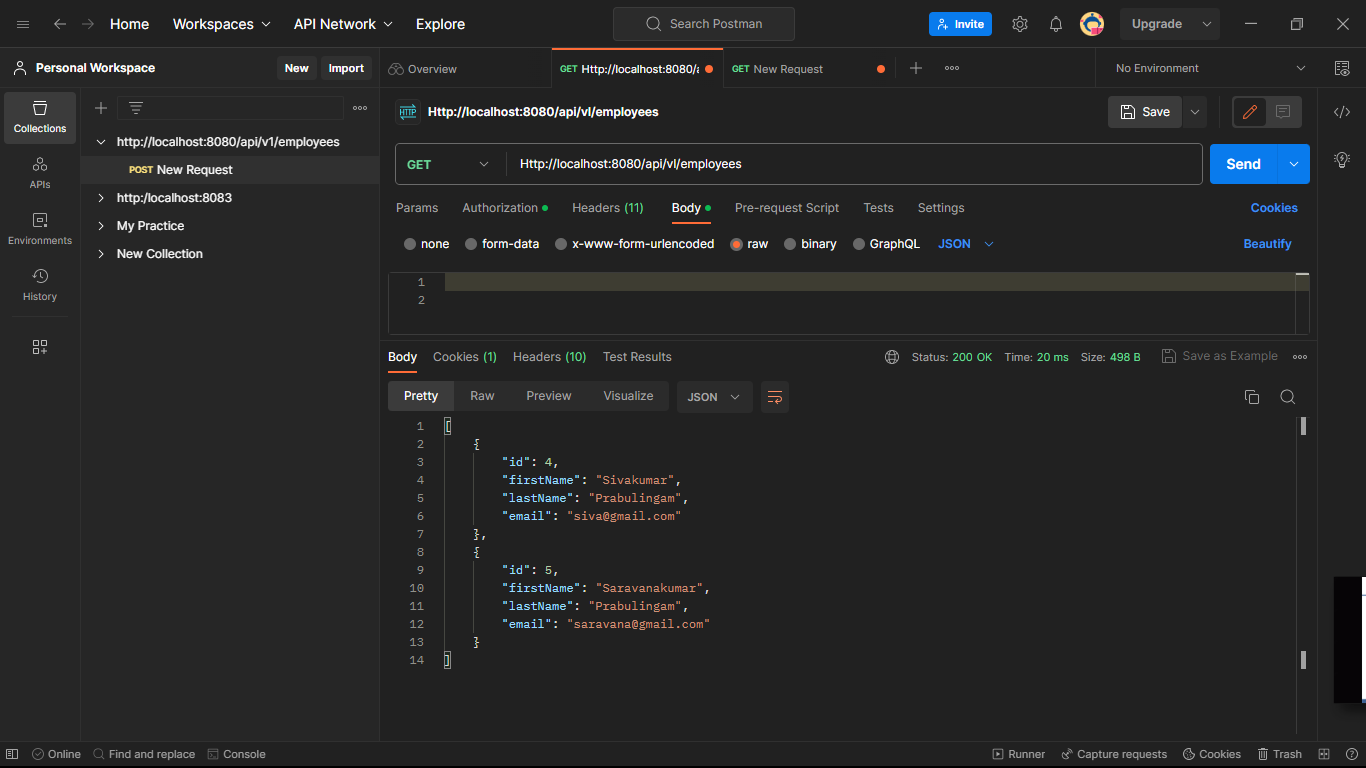 Home Workspaces API Network Explore Search Postman Invite Upgrade
Personal Workspace New Import Overview GET Http://localhost:8080/a GET New Request No Environment
Collections
APIs
Environments
History
http://localhost:8080/api/v1/employees
POST New Request
http:/localhost:8083
My Practice
New Collection
HTTP Http://localhost:8080/api/vl/employees Save
GET Http://localhost:8080/api/vl/employees Send
Params Authorization Headers (11) Body Pre-request Script Tests Settings Cookies
none form-data x-www-form-urlencoded raw binary GraphQL JSON Beautify
1
2
Body Cookies (1) Headers (10) Test Results Status: 200 OK Time: 20 ms Size: 498 B Save as Example
Pretty Raw Preview Visualize JSON
1 [
2 {
3 "id": 4,
4 "firstName": "Sivakumar",
5 "lastName": "Prabulingam",
6 "email": "siva@gmail.com"
7 },
8 {
9 "id": 5,
10 "firstName": "Saravanakumar",
11 "lastName": "Prabulingam",
12 "email": "saravana@gmail.com"
13 }
14 ]
Online Find and replace Console Runner Capture requests Cookies Trash